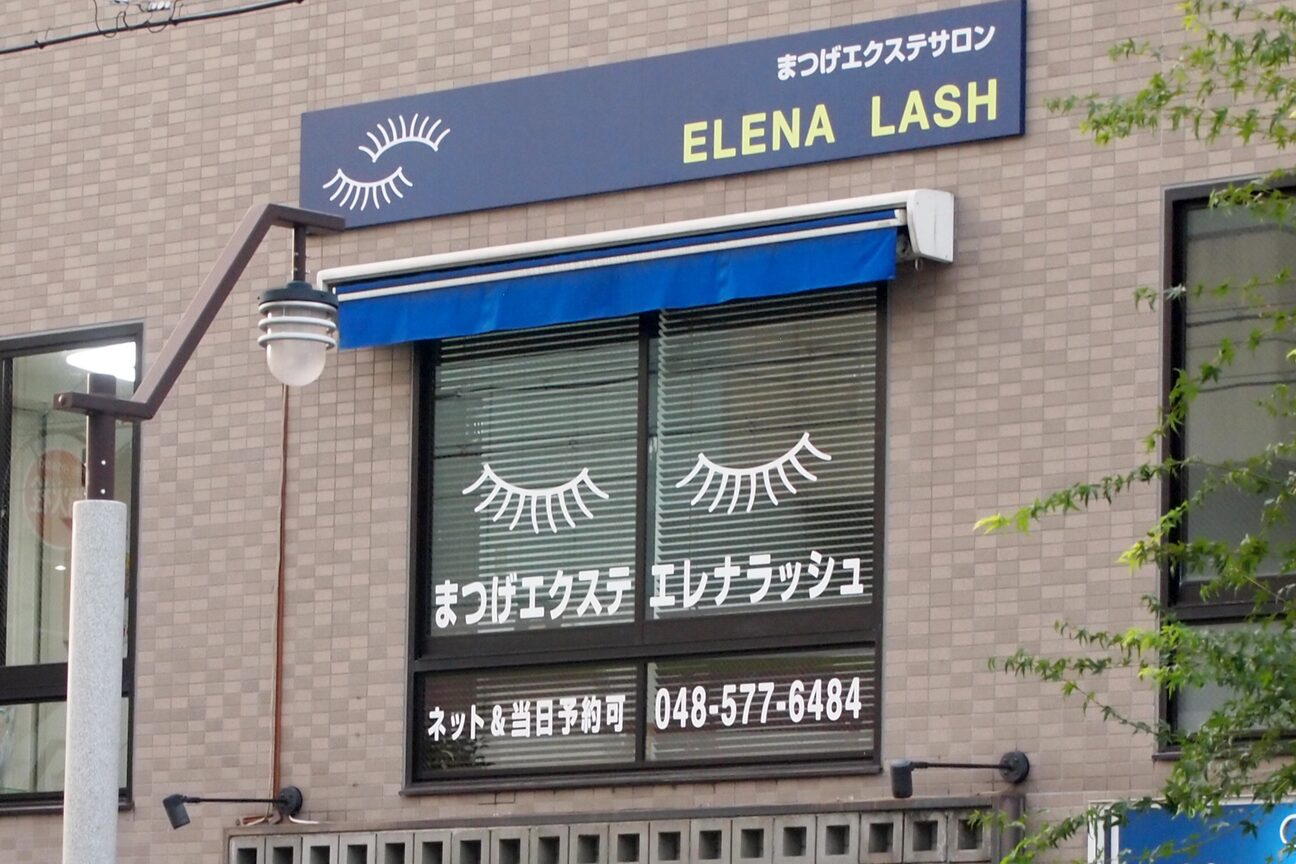 まつげエクステサロン
ELENA LASH
まつげエクステ エレナラッシュ
ネット&当日予約可 048-577-6484